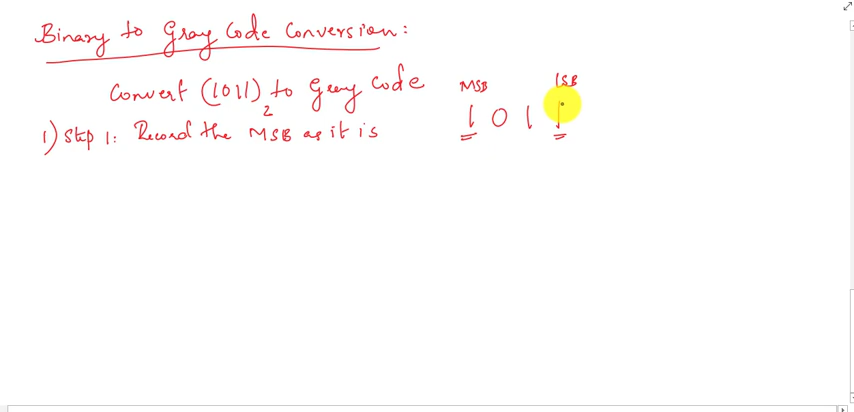 Binary to Gray Code Conversion:
Convert (1011)2 to Gray Code
MSB LSB
1 0 1 1
1) Step 1: Record the MSB as it is